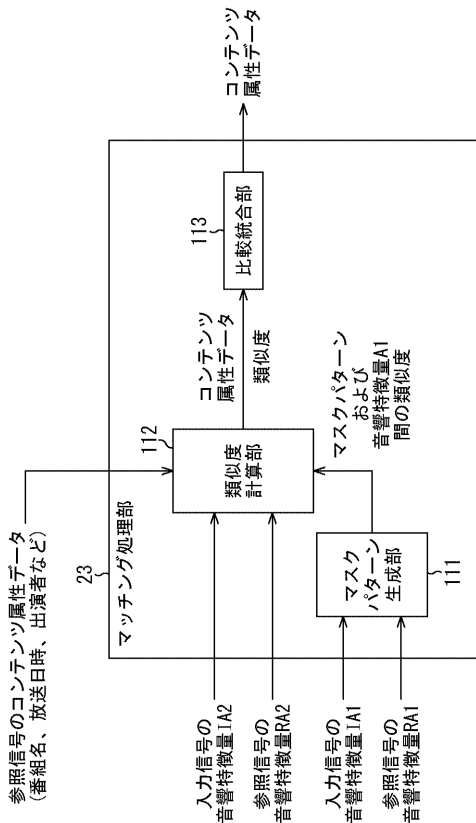 参照信号のコンテンツ属性データ
(番組名、放送日時、出演者など)
23
マッチング処理部
入力信号の
音響特徴量IA2
参照信号の
音響特徴量RA2
入力信号の
音響特徴量IA1
参照信号の
音響特徴量RA1
112
類似度
計算部
マスク
パターン
生成部
111
コンテンツ
属性データ
類似度
マスクパターン
および
音響特徴量A1
間の類似度
113
比較統合部
コンテンツ
属性データ